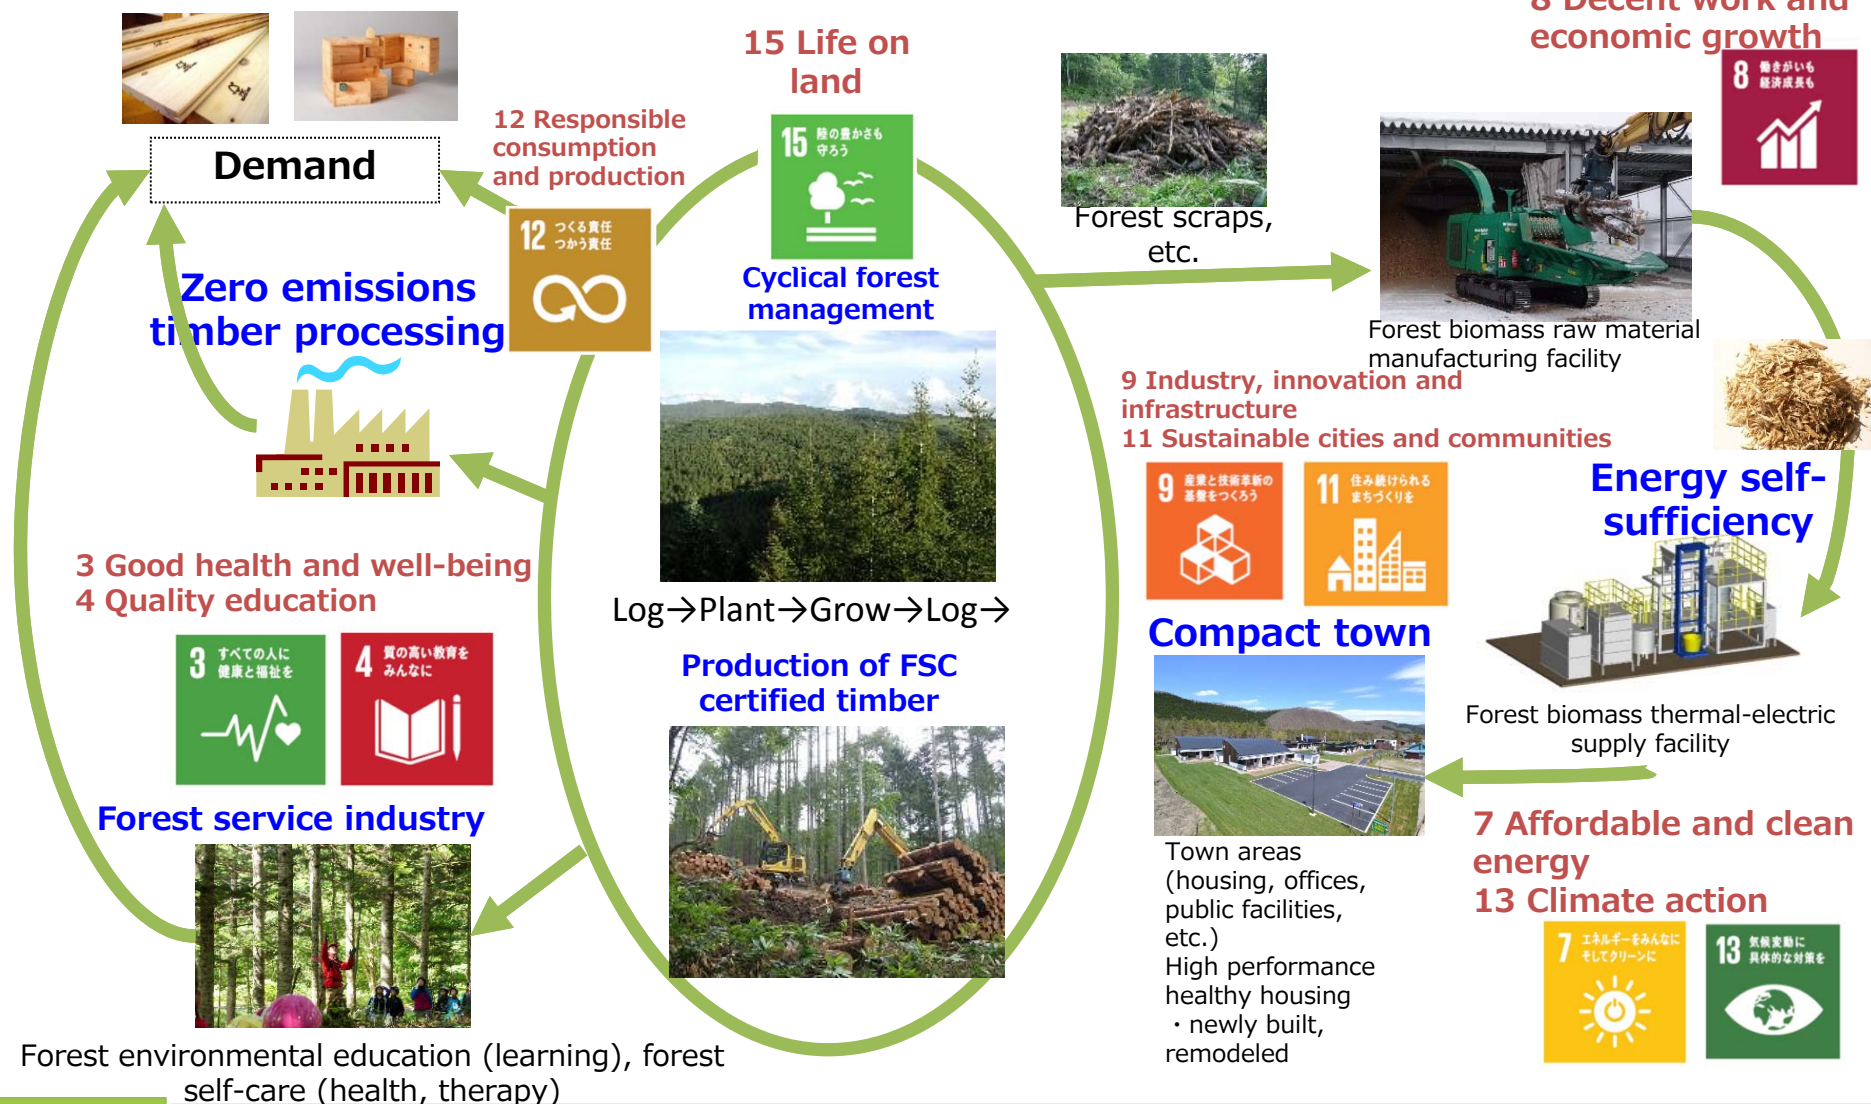 8 Decent work and
economic growth
8 働きがいも
経済成長も
15 Life on
land
15 陸の豊かさも
守ろう
12 Responsible
consumption
and production
12 つくる責任
つかう責任
Demand
Forest scraps,
etc.
Zero emissions
timber processing
Cyclical forest
management
Forest biomass raw material
manufacturing facility
9 Industry, innovation and
infrastructure
11 Sustainable cities and communities
9 産業と技術革新の
基盤をつくろう
11 住み続けられる
まちづくりを
Energy self-
sufficiency
3 Good health and well-being
4 Quality education
3 すべての人に
健康と福祉を
4 質の高い教育を
みんなに
Log→Plant→Grow→Log→
Production of FSC
certified timber
Compact town
Forest biomass thermal-electric
supply facility
Forest service industry
Town areas
(housing, offices,
public facilities,
etc.)
High performance
healthy housing
・newly built,
remodeled
7 Affordable and clean
energy
13 Climate action
7 エネルギーをみんなに
そしてクリーンに
13 気候変動に
具体的な対策を
Forest environmental education (learning), forest
self-care (health, therapy)